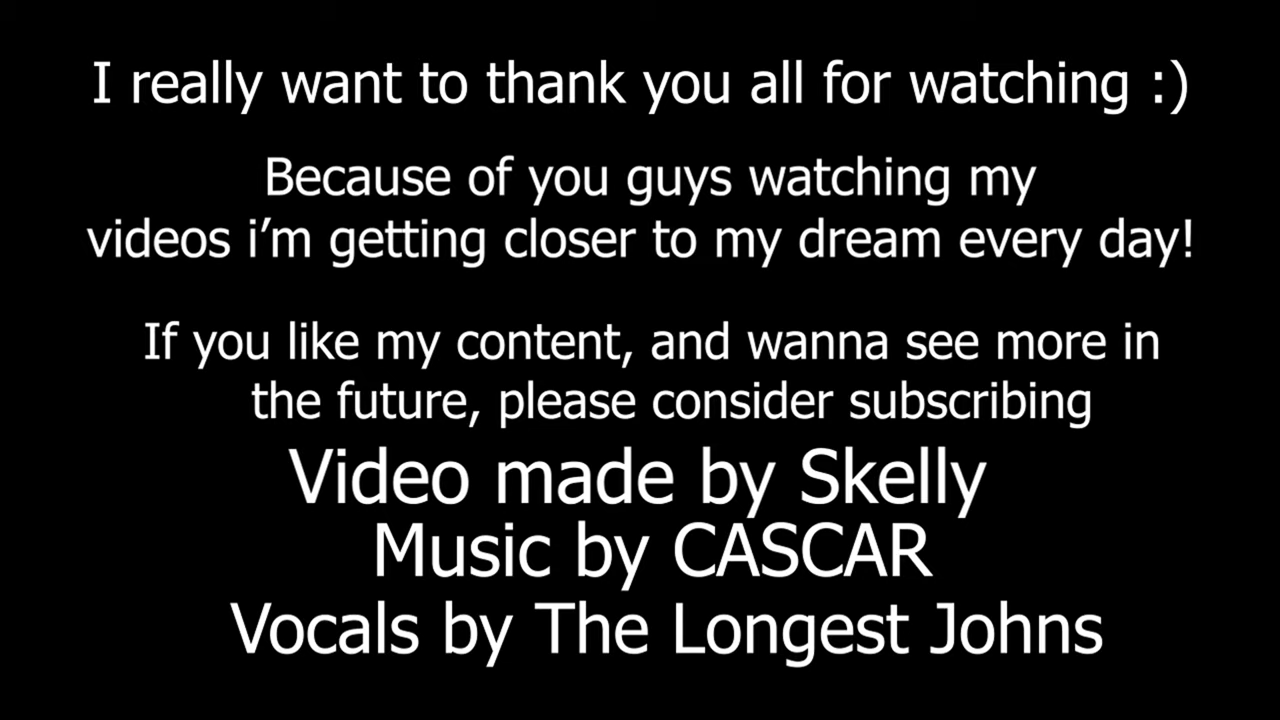 I really want to thank you all for watching :)
Because of you guys watching my
videos i’m getting closer to my dream every day!
If you like my content, and wanna see more in
the future, please consider subscribing
Video made by Skelly
Music by CASCAR
Vocals by The Longest Johns